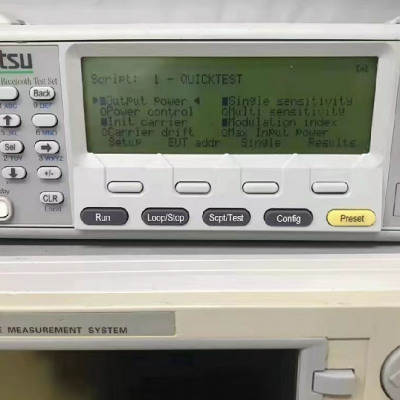 tsu
Bluetooth Test Set
Ext
Script: 1 - QUICKTEST
Output power ◄ Single sensitivity
Power control Multi sensitivity
Init carrier Modulation index
Carrier drift Max Input power
Setup EUT addr Single Results
Back
Sel
+/-
CLR
Run Loop/Stop Scpt/Test Config Preset
MEASUREMENT SYSTEM